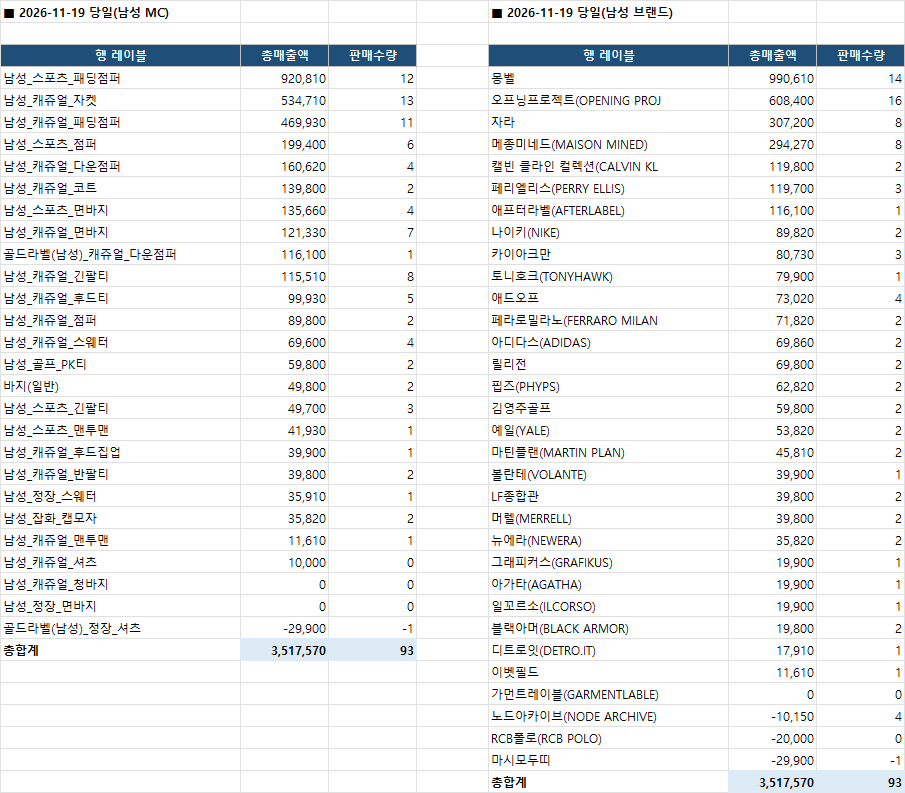 ■ 2026-11-19 당일(남성 MC)
행 레이블 총매출액 판매수량
남성_스포츠_패딩점퍼 920,810 12
남성_캐쥬얼_자켓 534,710 13
남성_캐쥬얼_패딩점퍼 469,930 11
남성_스포츠_점퍼 199,400 6
남성_캐쥬얼_다운점퍼 160,620 4
남성_캐쥬얼_코트 139,800 2
남성_스포츠_면바지 135,660 4
남성_캐쥬얼_면바지 121,330 7
골드라벨(남성)_캐쥬얼_다운점퍼 116,100 1
남성_캐쥬얼_긴팔티 115,510 8
남성_캐쥬얼_후드티 99,930 5
남성_캐쥬얼_점퍼 89,800 2
남성_캐쥬얼_스웨터 69,600 4
남성_골프_PK티 59,800 2
바지(일반) 49,800 2
남성_스포츠_긴팔티 49,700 3
남성_스포츠_맨투맨 41,930 1
남성_캐쥬얼_후드집업 39,900 1
남성_캐쥬얼_반팔티 39,800 2
남성_정장_스웨터 35,910 1
남성_잡화_캡모자 35,820 2
남성_캐쥬얼_맨투맨 11,610 1
남성_캐쥬얼_셔츠 10,000 0
남성_캐쥬얼_청바지 0 0
남성_정장_면바지 0 0
골드라벨(남성)_정장_셔츠 -29,900 -1
총합계 3,517,570 93
■ 2026-11-19 당일(남성 브랜드)
행 레이블 총매출액 판매수량
몽벨 990,610 14
오프닝프로젝트(OPENING PROJ 608,400 16
자라 307,200 8
메종미네드(MAISON MINED) 294,270 8
캘빈 클라인 컬렉션(CALVIN KL 119,800 2
페리엘리스(PERRY ELLIS) 119,700 3
애프터라벨(AFTERLABEL) 116,100 1
나이키(NIKE) 89,820 2
카이아크만 80,730 3
토니호크(TONYHAWK) 79,900 1
애드오프 73,020 4
페라로밀라노(FERRARO MILAN 71,820 2
아디다스(ADIDAS) 69,860 2
릴리전 69,800 2
핍즈(PHYPS) 62,820 2
김영주골프 59,800 2
예일(YALE) 53,820 2
마틴플랜(MARTIN PLAN) 45,810 2
볼란테(VOLANTE) 39,900 1
LF종합관 39,800 2
머렐(MERRELL) 39,800 2
뉴에라(NEWERA) 35,820 2
그래피커스(GRAFIKUS) 19,900 1
아가타(AGATHA) 19,900 1
일꼬르소(ILCORSO) 19,900 1
블랙아머(BLACK ARMOR) 19,800 2
디트로잇(DETRO.IT) 17,910 1
이벳필드 11,610 1
가먼트레이블(GARMENTLABLE) 0 0
노드아카이브(NODE ARCHIVE) -10,150 4
RCB폴로(RCB POLO) -20,000 0
마시모두띠 -29,900 -1
총합계 3,517,570 93